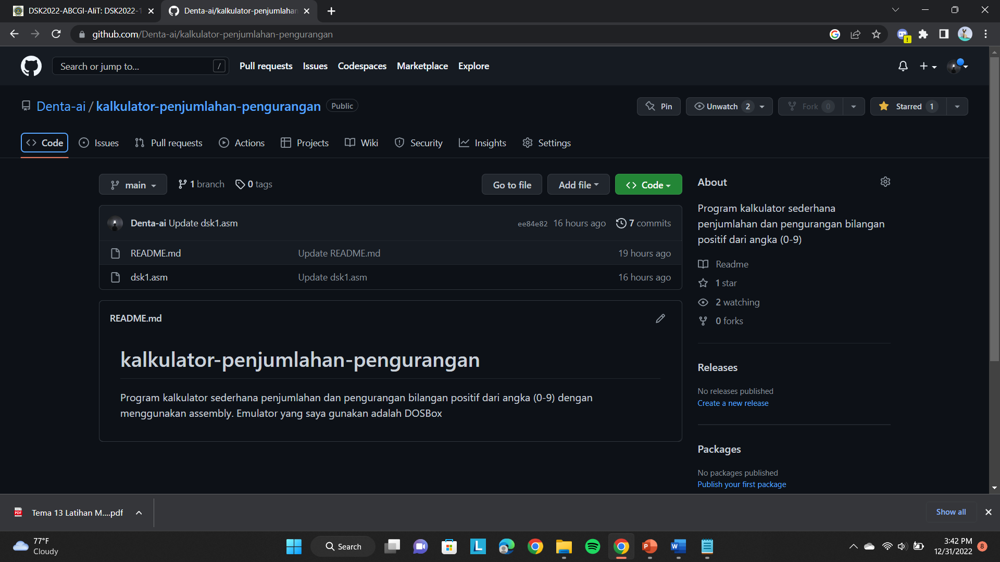 DSK2022-ABCGI-AliT: DSK2022-1
Denta-ai/kalkulator-penjumlahan
github.com/Denta-ai/kalkulator-penjumlahan-pengurangan
Search or jump to...
/
Pull requests
Issues
Codespaces
Marketplace
Explore
Denta-ai / kalkulator-penjumlahan-pengurangan
Public
Pin
Unwatch 2
Fork 0
Starred 1
Code
Issues
Pull requests
Actions
Projects
Wiki
Security
Insights
Settings
main
1 branch
0 tags
Go to file
Add file
Code
Denta-ai Update dsk1.asm
ee84e82 16 hours ago
7 commits
README.md
Update README.md
19 hours ago
dsk1.asm
Update dsk1.asm
16 hours ago
README.md
kalkulator-penjumlahan-pengurangan
Program kalkulator sederhana penjumlahan dan pengurangan bilangan positif dari angka (0-9) dengan
menggunakan assembly. Emulator yang saya gunakan adalah DOSBox
About
Program kalkulator sederhana
penjumlahan dan pengurangan bilangan
positif dari angka (0-9)
Readme
1 star
2 watching
0 forks
Releases
No releases published
Create a new release
Packages
No packages published
Publish your first package
PDF
Tema 13 Latihan M....pdf
Show all
77°F
Cloudy
Search
L
P
W
3:42 PM
12/31/2022
8